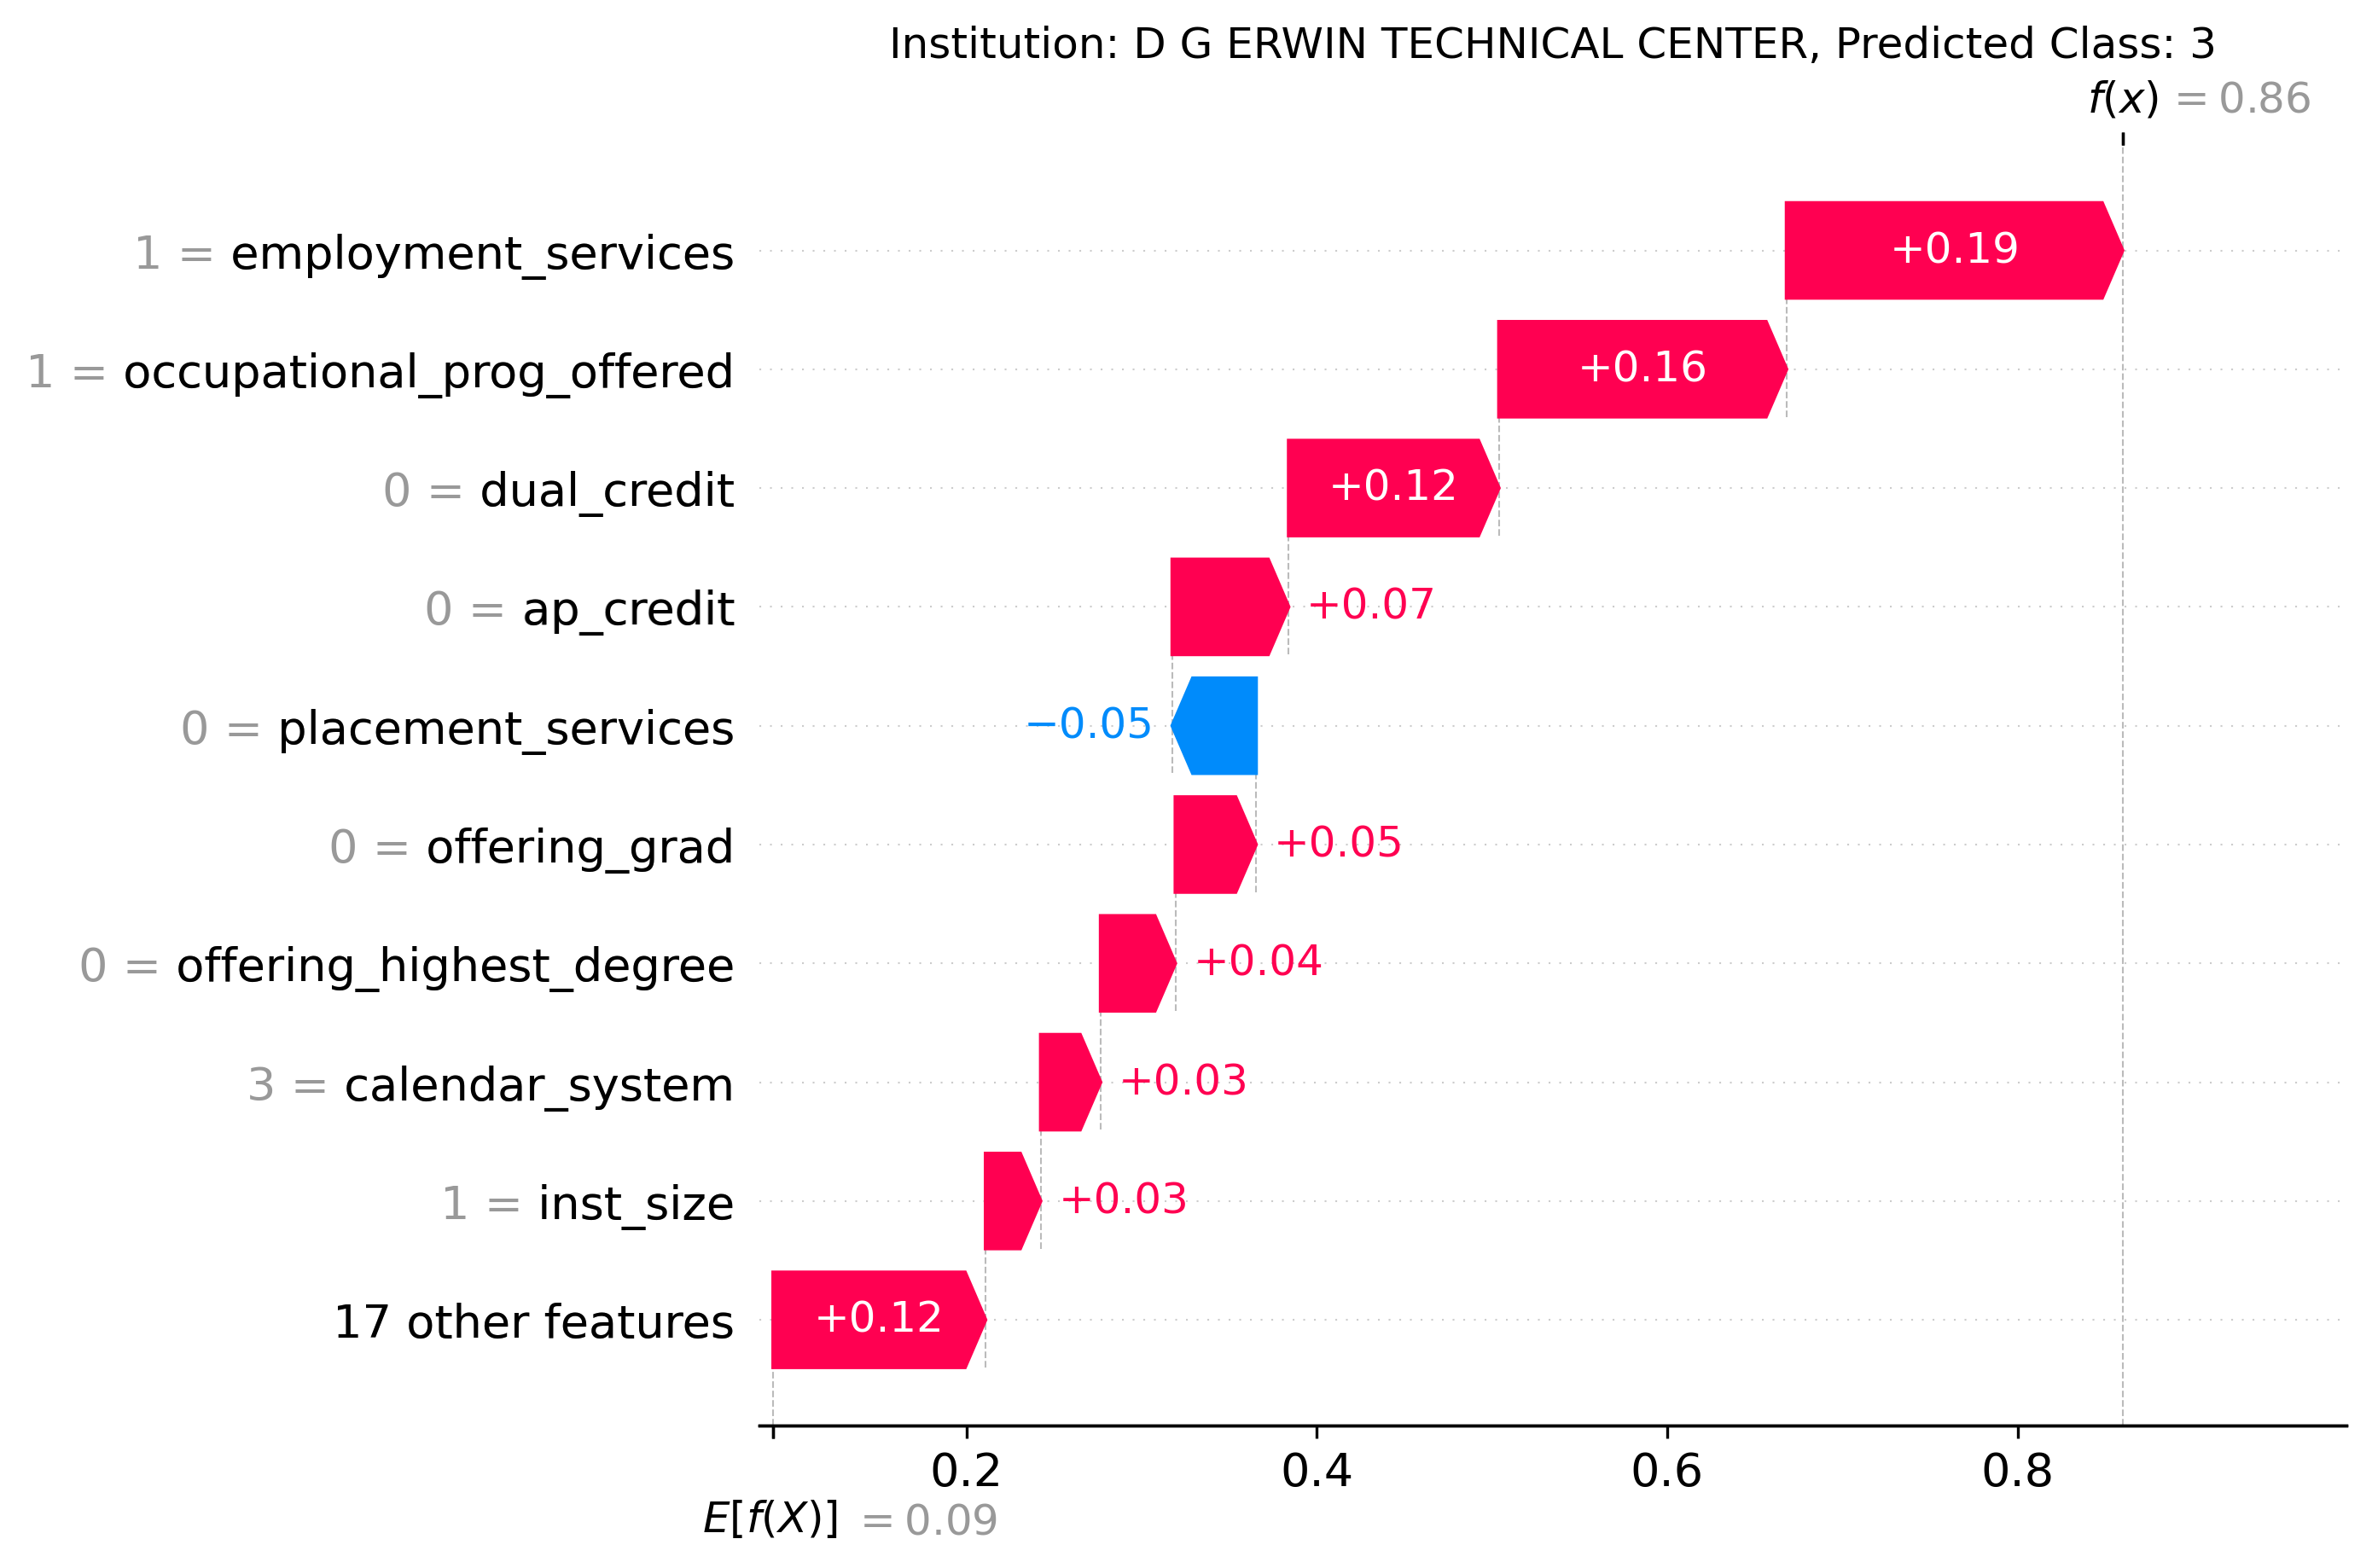 Institution: D G ERWIN TECHNICAL CENTER, Predicted Class: 3
f(x) = 0.86
1 = employment_services +0.19
1 = occupational_prog_offered +0.16
0 = dual_credit +0.12
0 = ap_credit +0.07
0 = placement_services −0.05
0 = offering_grad +0.05
0 = offering_highest_degree +0.04
3 = calendar_system +0.03
1 = inst_size +0.03
17 other features +0.12
0.2 0.4 0.6 0.8
E[f(X)] = 0.09